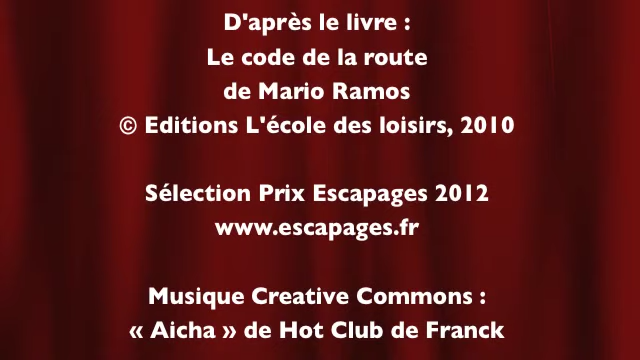 D'après le livre :
Le code de la route
de Mario Ramos
© Editions L'école des loisirs, 2010
Sélection Prix Escapages 2012
www.escapages.fr
Musique Creative Commons :
« Aicha » de Hot Club de Franck